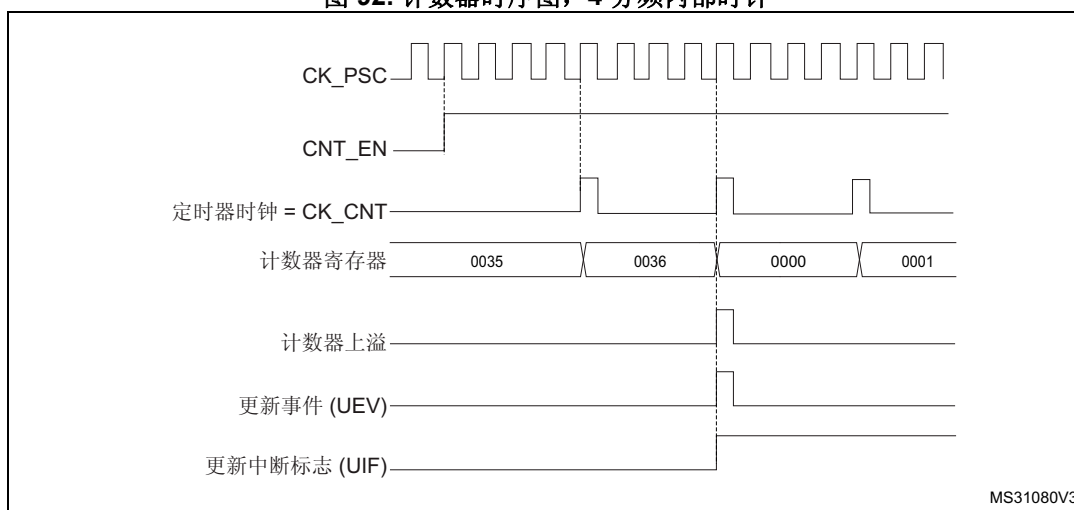 图 92. 计数器时序图，4 分频内部时钟
CK_PSC
CNT_EN
定时器时钟 = CK_CNT
计数器寄存器 0035 0036 0000 0001
计数器上溢
更新事件 (UEV)
更新中断标志 (UIF)
MS31080V3